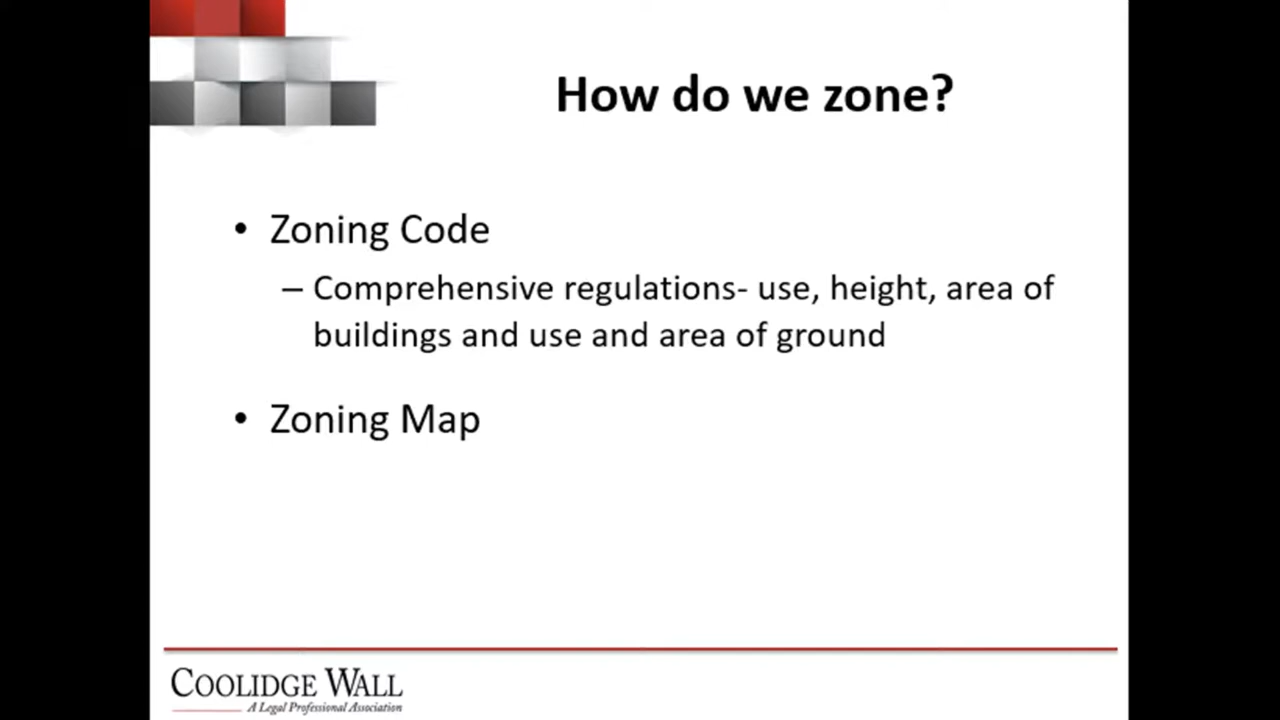 How do we zone?
• Zoning Code
– Comprehensive regulations- use, height, area of
buildings and use and area of ground
• Zoning Map
COOLIDGE WALL
A Legal Professional Association